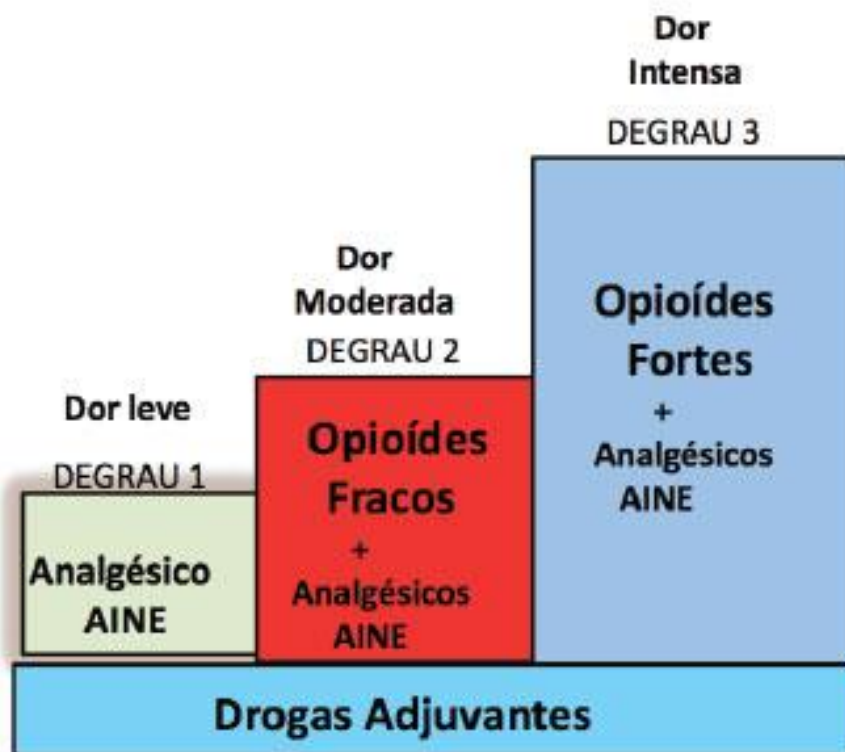 Dor leve
DEGRAU 1
Analgésico
AINE
Dor
Moderada
DEGRAU 2
Opioídes
Fracos
+
Analgésicos
AINE
Dor
Intensa
DEGRAU 3
Opioídes
Fortes
+
Analgésicos
AINE
Drogas Adjuvantes